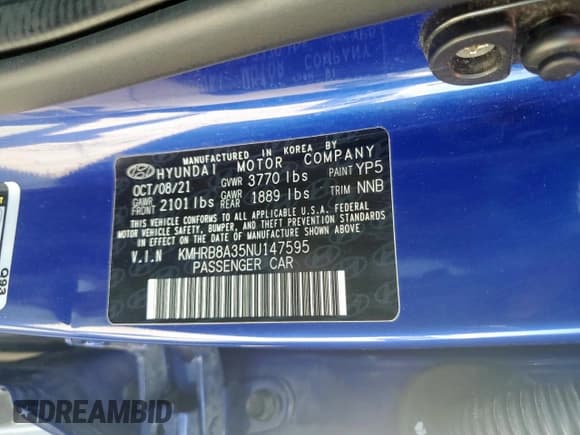 MANUFACTURED IN KOREA BY
HYUNDAI MOTOR COMPANY
OCT/08/21 GVWR 3770 lbs PAINT YP5
GAWR FRONT 2101 lbs GAWR REAR 1889 lbs TRIM NNB
THIS VEHICLE CONFORMS TO ALL APPLICABLE U.S.A. FEDERAL
MOTOR VEHICLE SAFETY, BUMPER, AND THEFT PREVENTION
STANDARDS IN EFFECT ON THE DATE OF MANUFACTURE SHOWN ABOVE.
V.I.N KMHRB8A35NU147595
PASSENGER CAR
093
DREAMBID